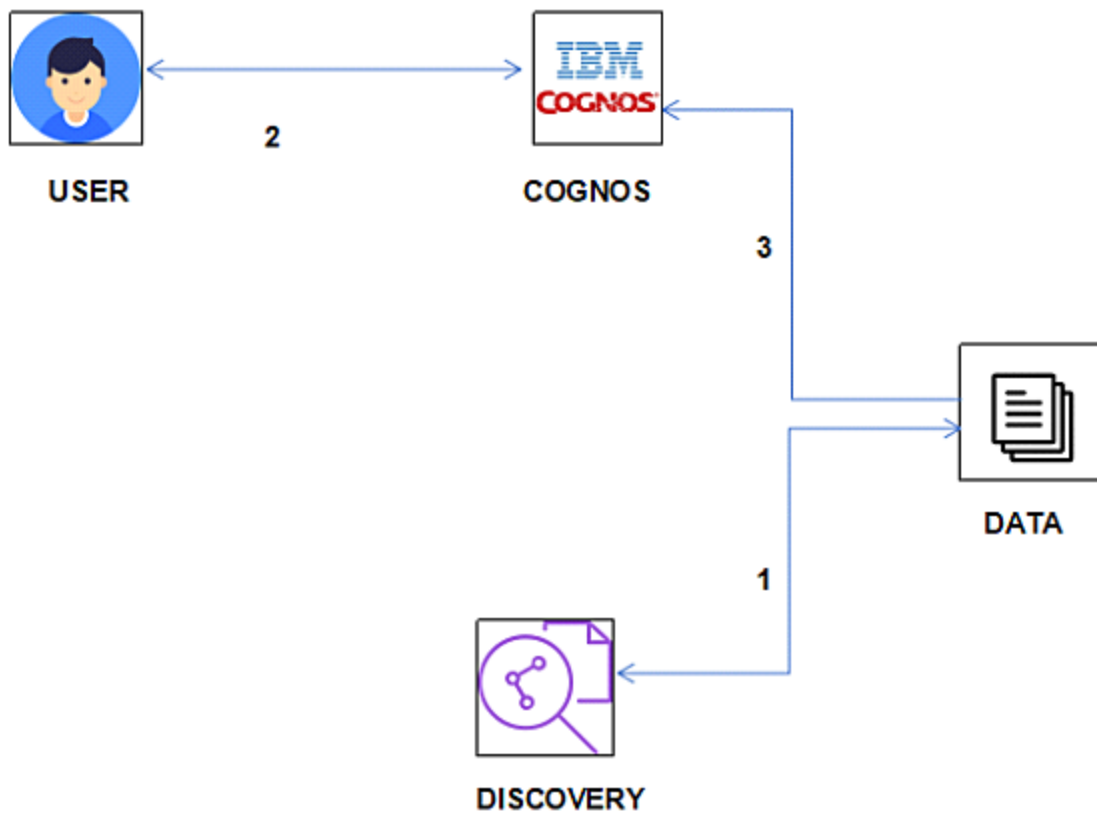 IBM
COGNOS
2
USER
COGNOS
3
DATA
1
DISCOVERY